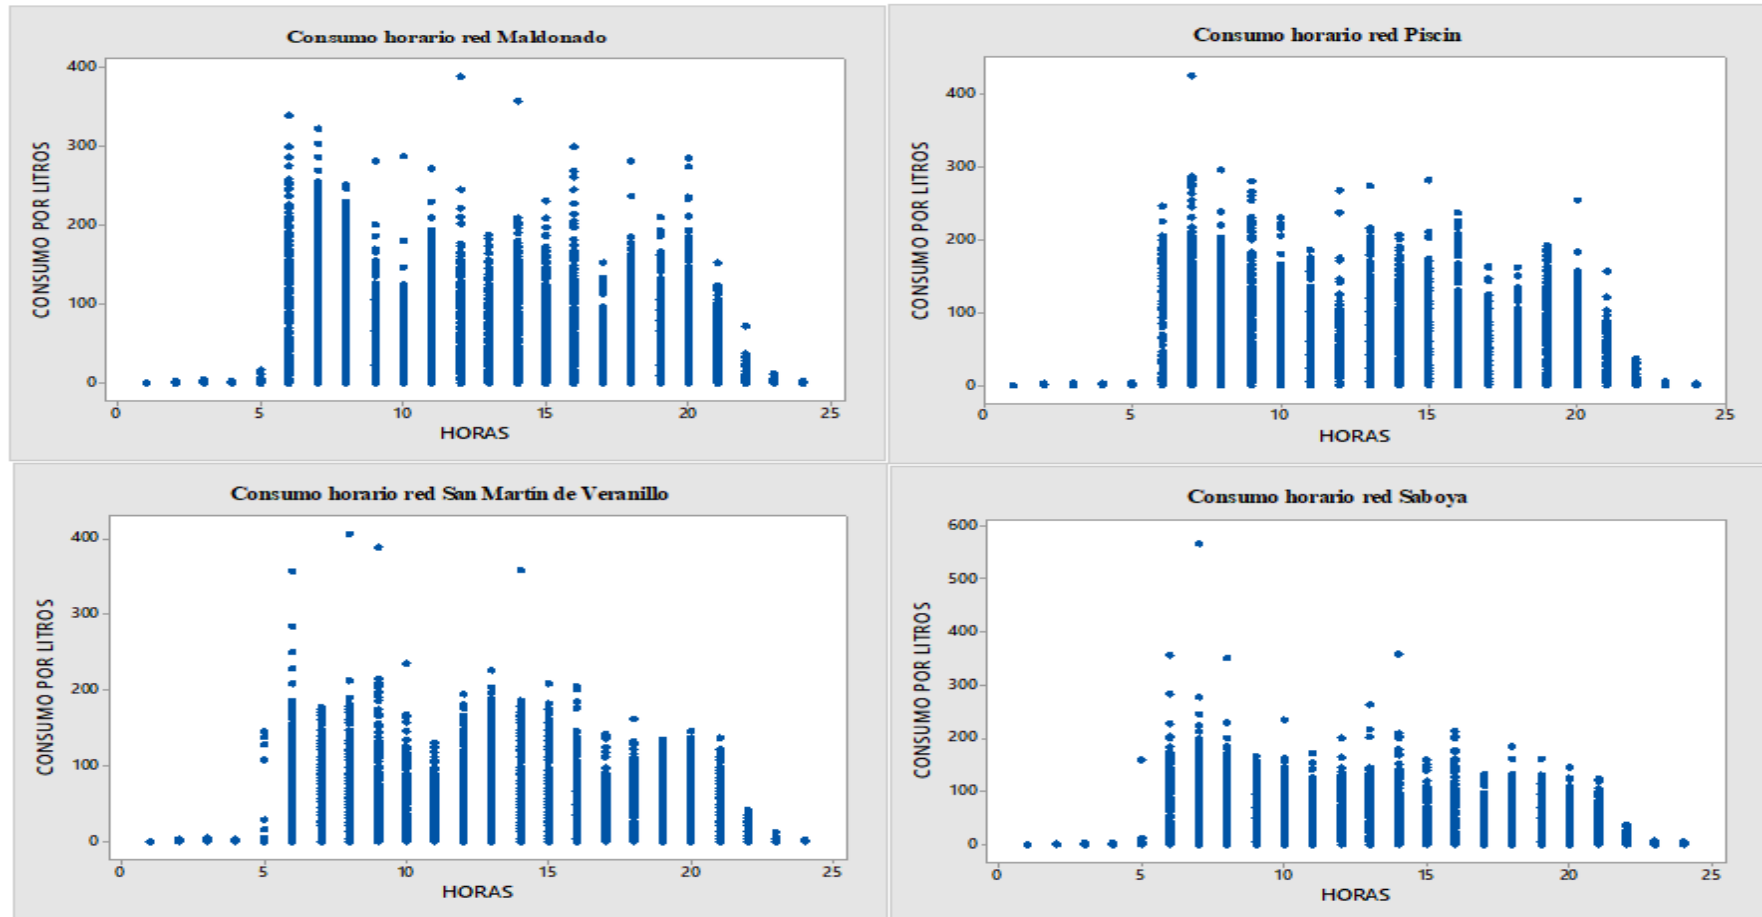 Consumo horario red Maldonado
400
300
200
100
0
CONSUMO POR LITROS
0 5 10 15 20 25
HORAS
Consumo horario red Piscin
400
300
200
100
0
CONSUMO POR LITROS
0 5 10 15 20 25
HORAS
Consumo horario red San Martín de Veranillo
400
300
200
100
0
CONSUMO POR LITROS
0 5 10 15 20 25
HORAS
Consumo horario red Saboya
600
500
400
300
200
100
0
CONSUMO POR LITROS
0 5 10 15 20 25
HORAS